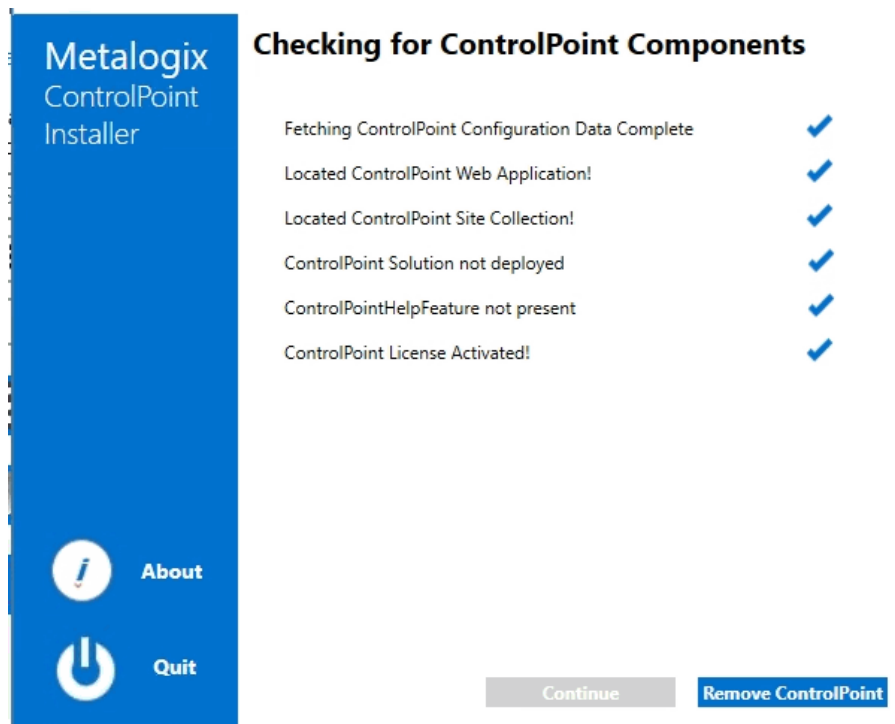 Metalogix
ControlPoint
Installer
Checking for ControlPoint Components
Fetching ControlPoint Configuration Data Complete
Located ControlPoint Web Application!
Located ControlPoint Site Collection!
ControlPoint Solution not deployed
ControlPointHelpFeature not present
ControlPoint License Activated!
About
Quit
Continue
Remove ControlPoint